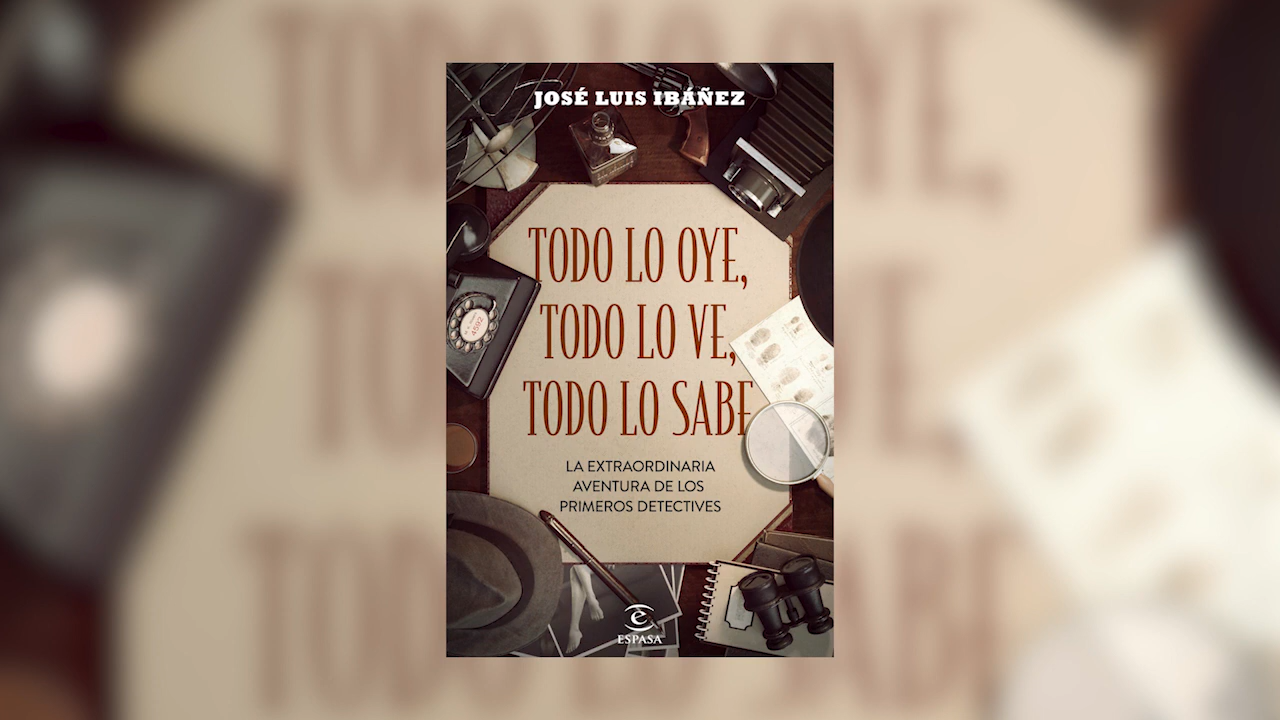 JOSÉ LUIS IBÁÑEZ
TODO LO OYE,
TODO LO VE,
TODO LO SABE
LA EXTRAORDINARIA
AVENTURA DE LOS
PRIMEROS DETECTIVES
4592
e
ESPASA